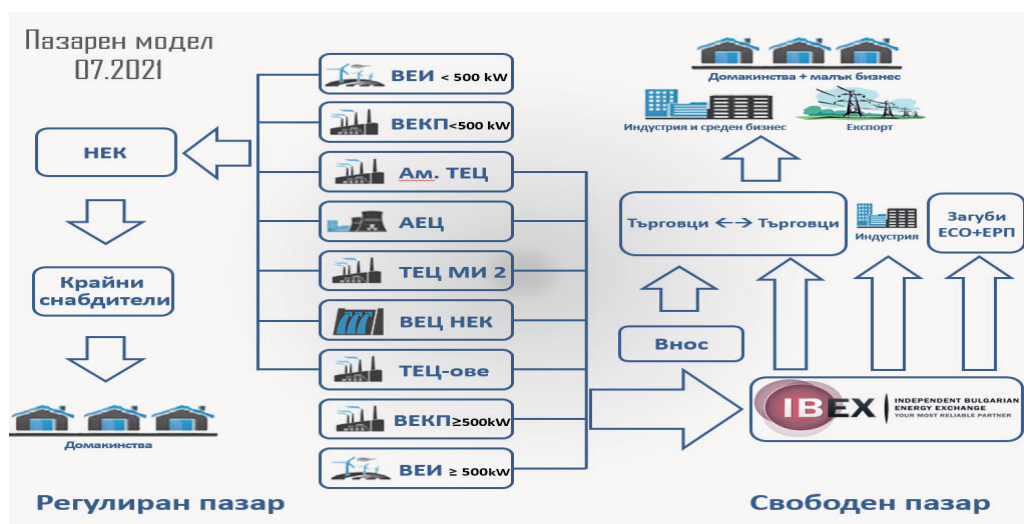 Пазарен модел
07.2021
НЕК
Крайни
снабдители
Домакинства
Регулиран пазар
ВЕИ < 500 kW
ВЕКП<500 kW
Ам. ТЕЦ
АЕЦ
ТЕЦ МИ 2
ВЕЦ НЕК
ТЕЦ-ове
ВЕКП≥500kW
ВЕИ ≥ 500kW
Домакинства + малък бизнес
Индустрия и среден бизнес
Експорт
Търговци ←→ Търговци
Индустрия
Загуби
ЕСО+ЕРП
Внос
IBEX
INDEPENDENT BULGARIAN
ENERGY EXCHANGE
YOUR MOST RELIABLE PARTNER
Свободен пазар